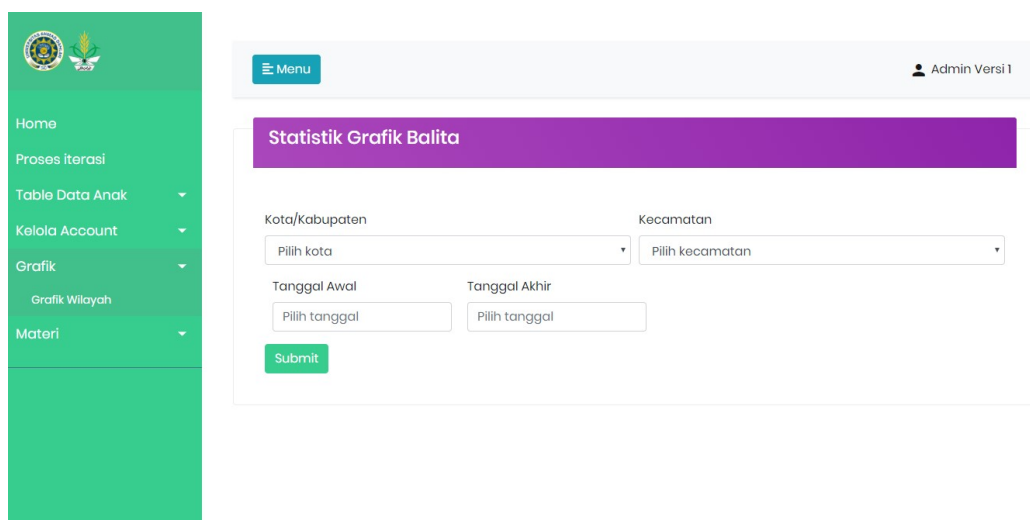 Menu
Admin Versi 1
Home
Proses iterasi
Table Data Anak
Kelola Account
Grafik
Grafik Wilayah
Materi
Statistik Grafik Balita
Kota/Kabupaten
Kecamatan
Pilih kota
Pilih kecamatan
Tanggal Awal
Tanggal Akhir
Pilih tanggal
Pilih tanggal
Submit